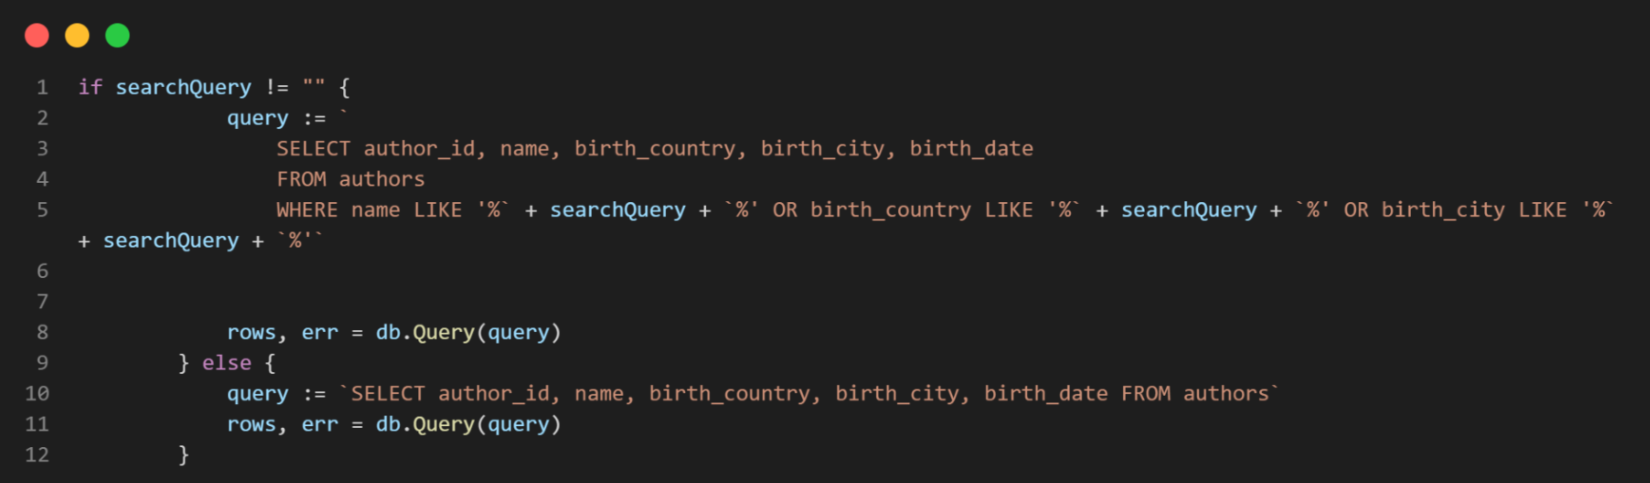 1 if searchQuery != "" {
2 query := `
3 SELECT author_id, name, birth_country, birth_city, birth_date
4 FROM authors
5 WHERE name LIKE '%` + searchQuery + `%' OR birth_country LIKE '%` + searchQuery + `%' OR birth_city LIKE '%`
+ searchQuery + `%'`
6
7
8 rows, err = db.Query(query)
9 } else {
10 query := `SELECT author_id, name, birth_country, birth_city, birth_date FROM authors`
11 rows, err = db.Query(query)
12 }